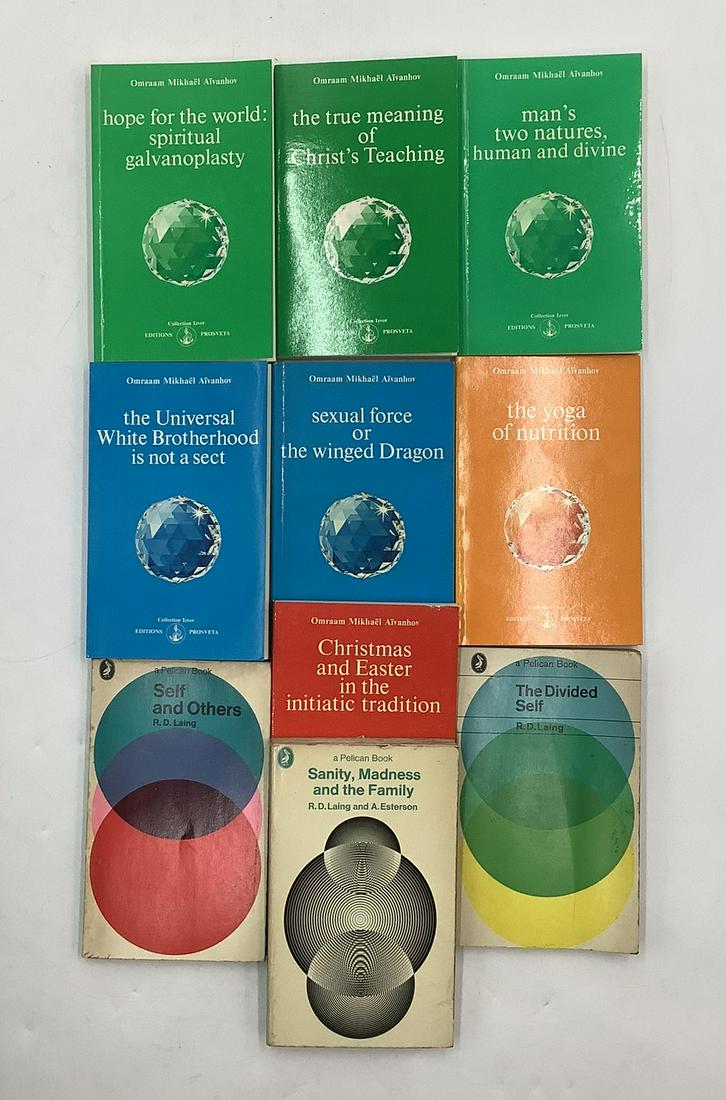 Omraam Mikhaël Aïvanhov
hope for the world:
spiritual
galvanoplasty
Collection Izvor
EDITIONS PROSVETA
Omraam Mikhaël Aïvanhov
the true meaning
of
Christ's Teaching
Collection Izvor
EDITIONS PROSVETA
Omraam Mikhaël Aïvanhov
man's
two natures,
human and divine
Collection Izvor
EDITIONS PROSVETA
Omraam Mikhaël Aïvanhov
the Universal
White Brotherhood
is not a sect
Collection Izvor
EDITIONS PROSVETA
Omraam Mikhaël Aïvanhov
sexual force
or
the winged Dragon
Omraam Mikhaël Aïvanhov
the yoga
of nutrition
Collection Izvor
EDITIONS PROSVETA
Omraam Mikhaël Aïvanhov
Christmas
and Easter
in the
initiatic tradition
a Pelican Book
Self
and Others
R.D. Laing
a Pelican Book
Sanity, Madness
and the Family
R.D. Laing and A. Esterson
a Pelican Book
The Divided
Self
R.D. Laing